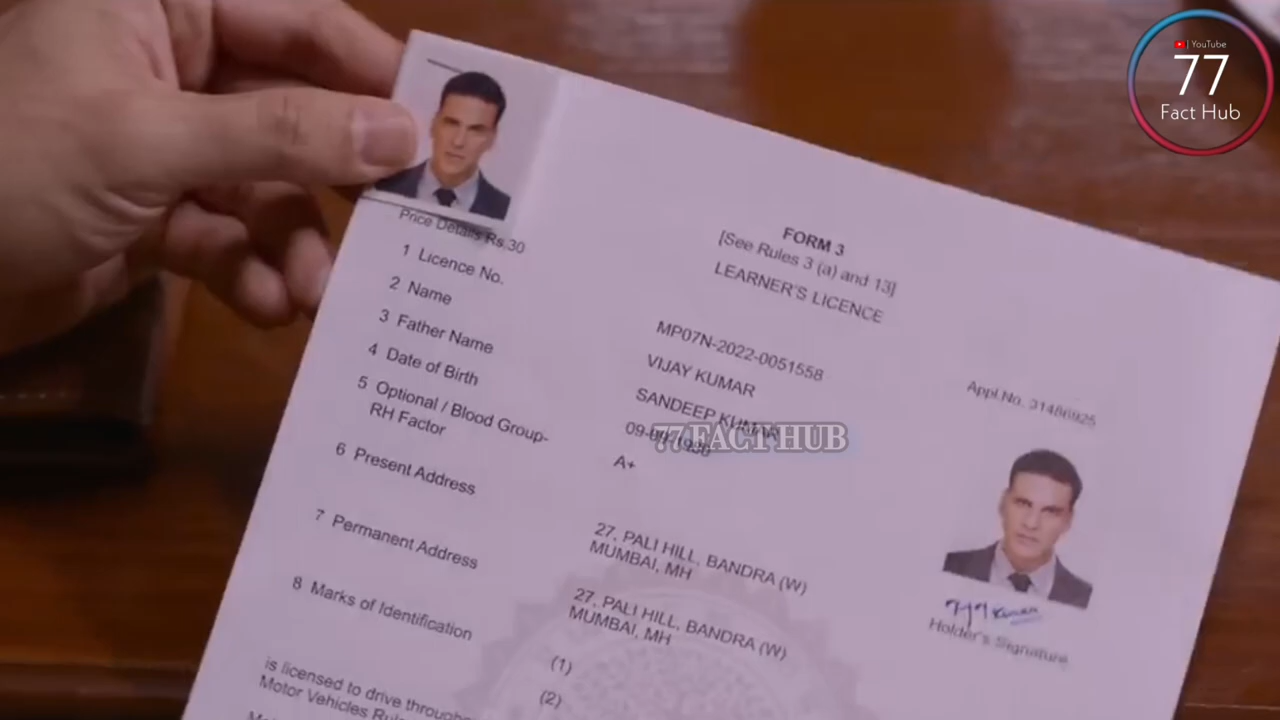 YouTube
77
Fact Hub
Price Details Rs.30
FORM 3
[See Rules 3 (a) and 13]
LEARNER'S LICENCE
1 Licence No.
MP07N-2022-0051558
2 Name
VIJAY KUMAR
3 Father Name
SANDEEP KUMAR
4 Date of Birth
5 Optional / Blood Group-
RH Factor
A+
6 Present Address
27, PALI HILL, BANDRA (W)
MUMBAI, MH
7 Permanent Address
27, PALI HILL, BANDRA (W)
MUMBAI, MH
8 Marks of Identification
(1)
(2)
Appl.No. 31486925
Holder's Signature
77 FACT HUB
is licensed to drive
Motor Vehicles